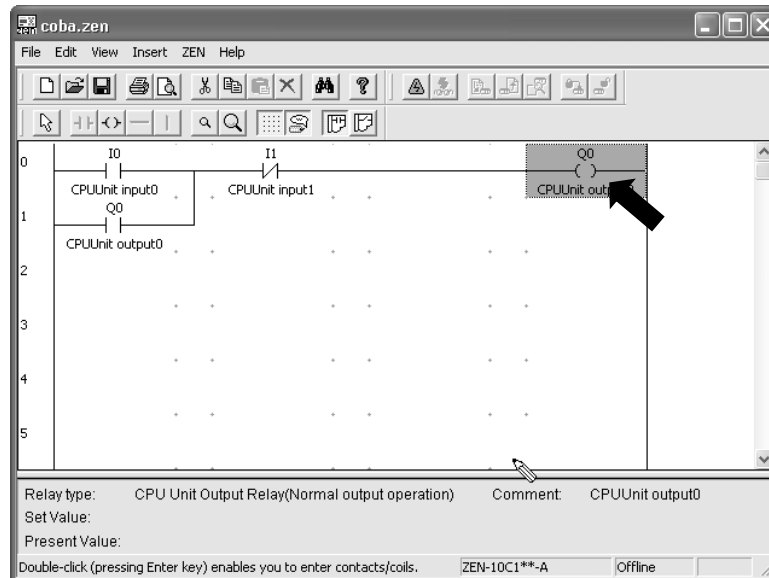 coba.zen
File Edit View Insert ZEN Help
0
I0
I1
Q0
CPUUnit input0
CPUUnit input1
CPUUnit
1
Q0
CPUUnit output0
2
3
4
5
Relay type: CPU Unit Output Relay(Normal output operation) Comment: CPUUnit output0
Set Value:
Present Value:
Double-click (pressing Enter key) enables you to enter contacts/coils. ZEN-10C1**-A Offline